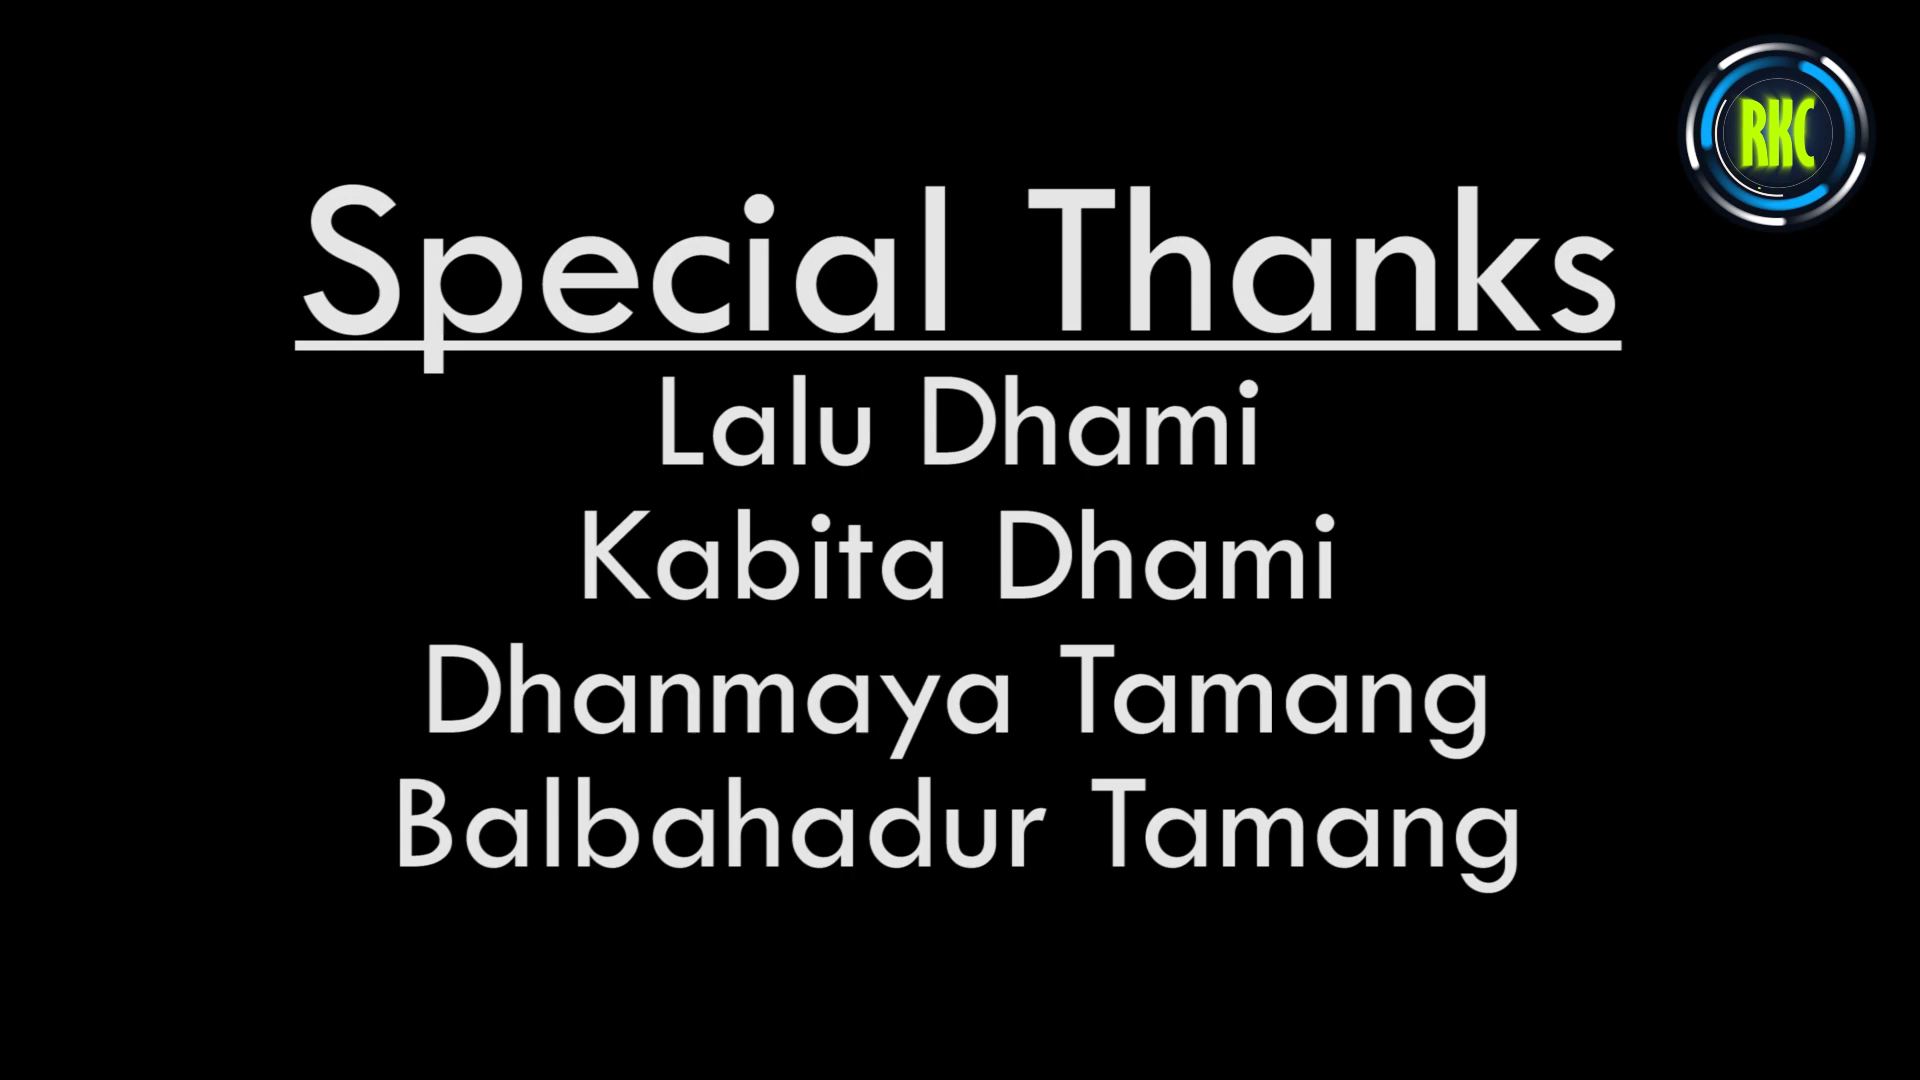 RKC
Special Thanks
Lalu Dhami
Kabita Dhami
Dhanmaya Tamang
Balbahadur Tamang